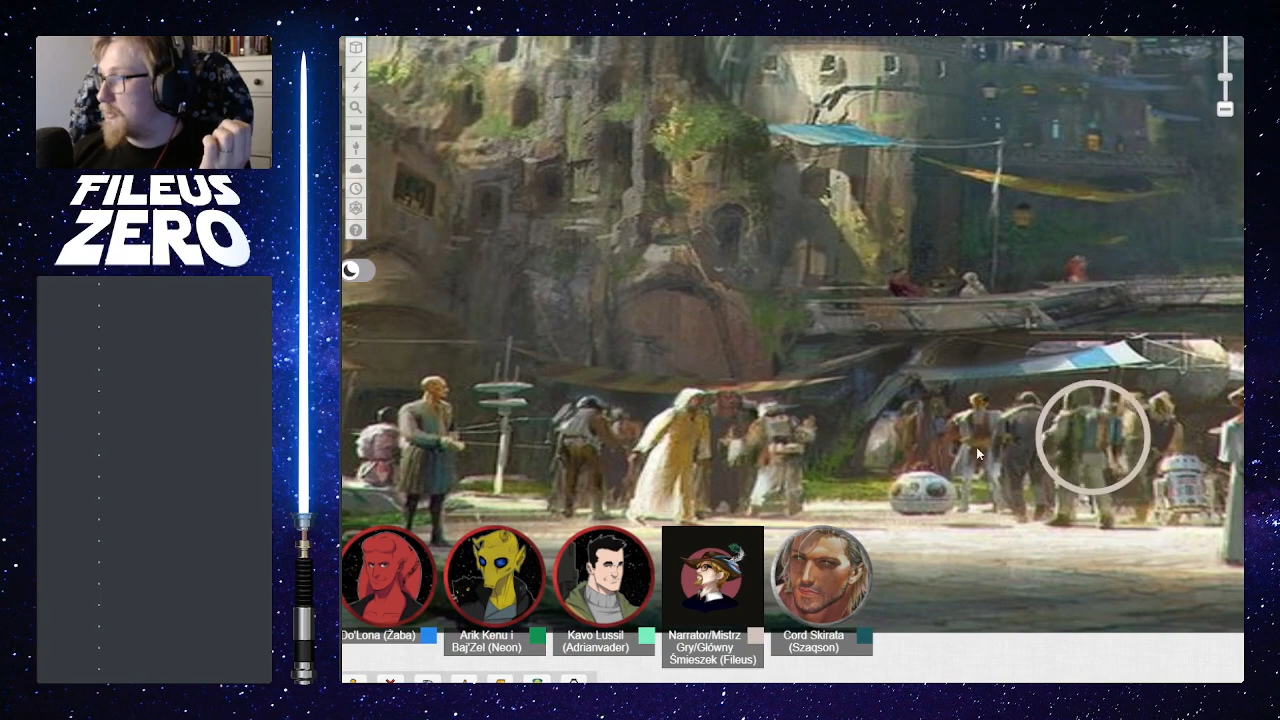 FILEUS
ZERO
Do'Lona (Żaba)
Arik Kenu i
Baj'Zel (Neon)
Kavo Lussil
(Adrianvader)
Narrator/Mistrz
Gry/Główny
Śmieszek (Fileus)
Cord Skirata
(Szaqson)